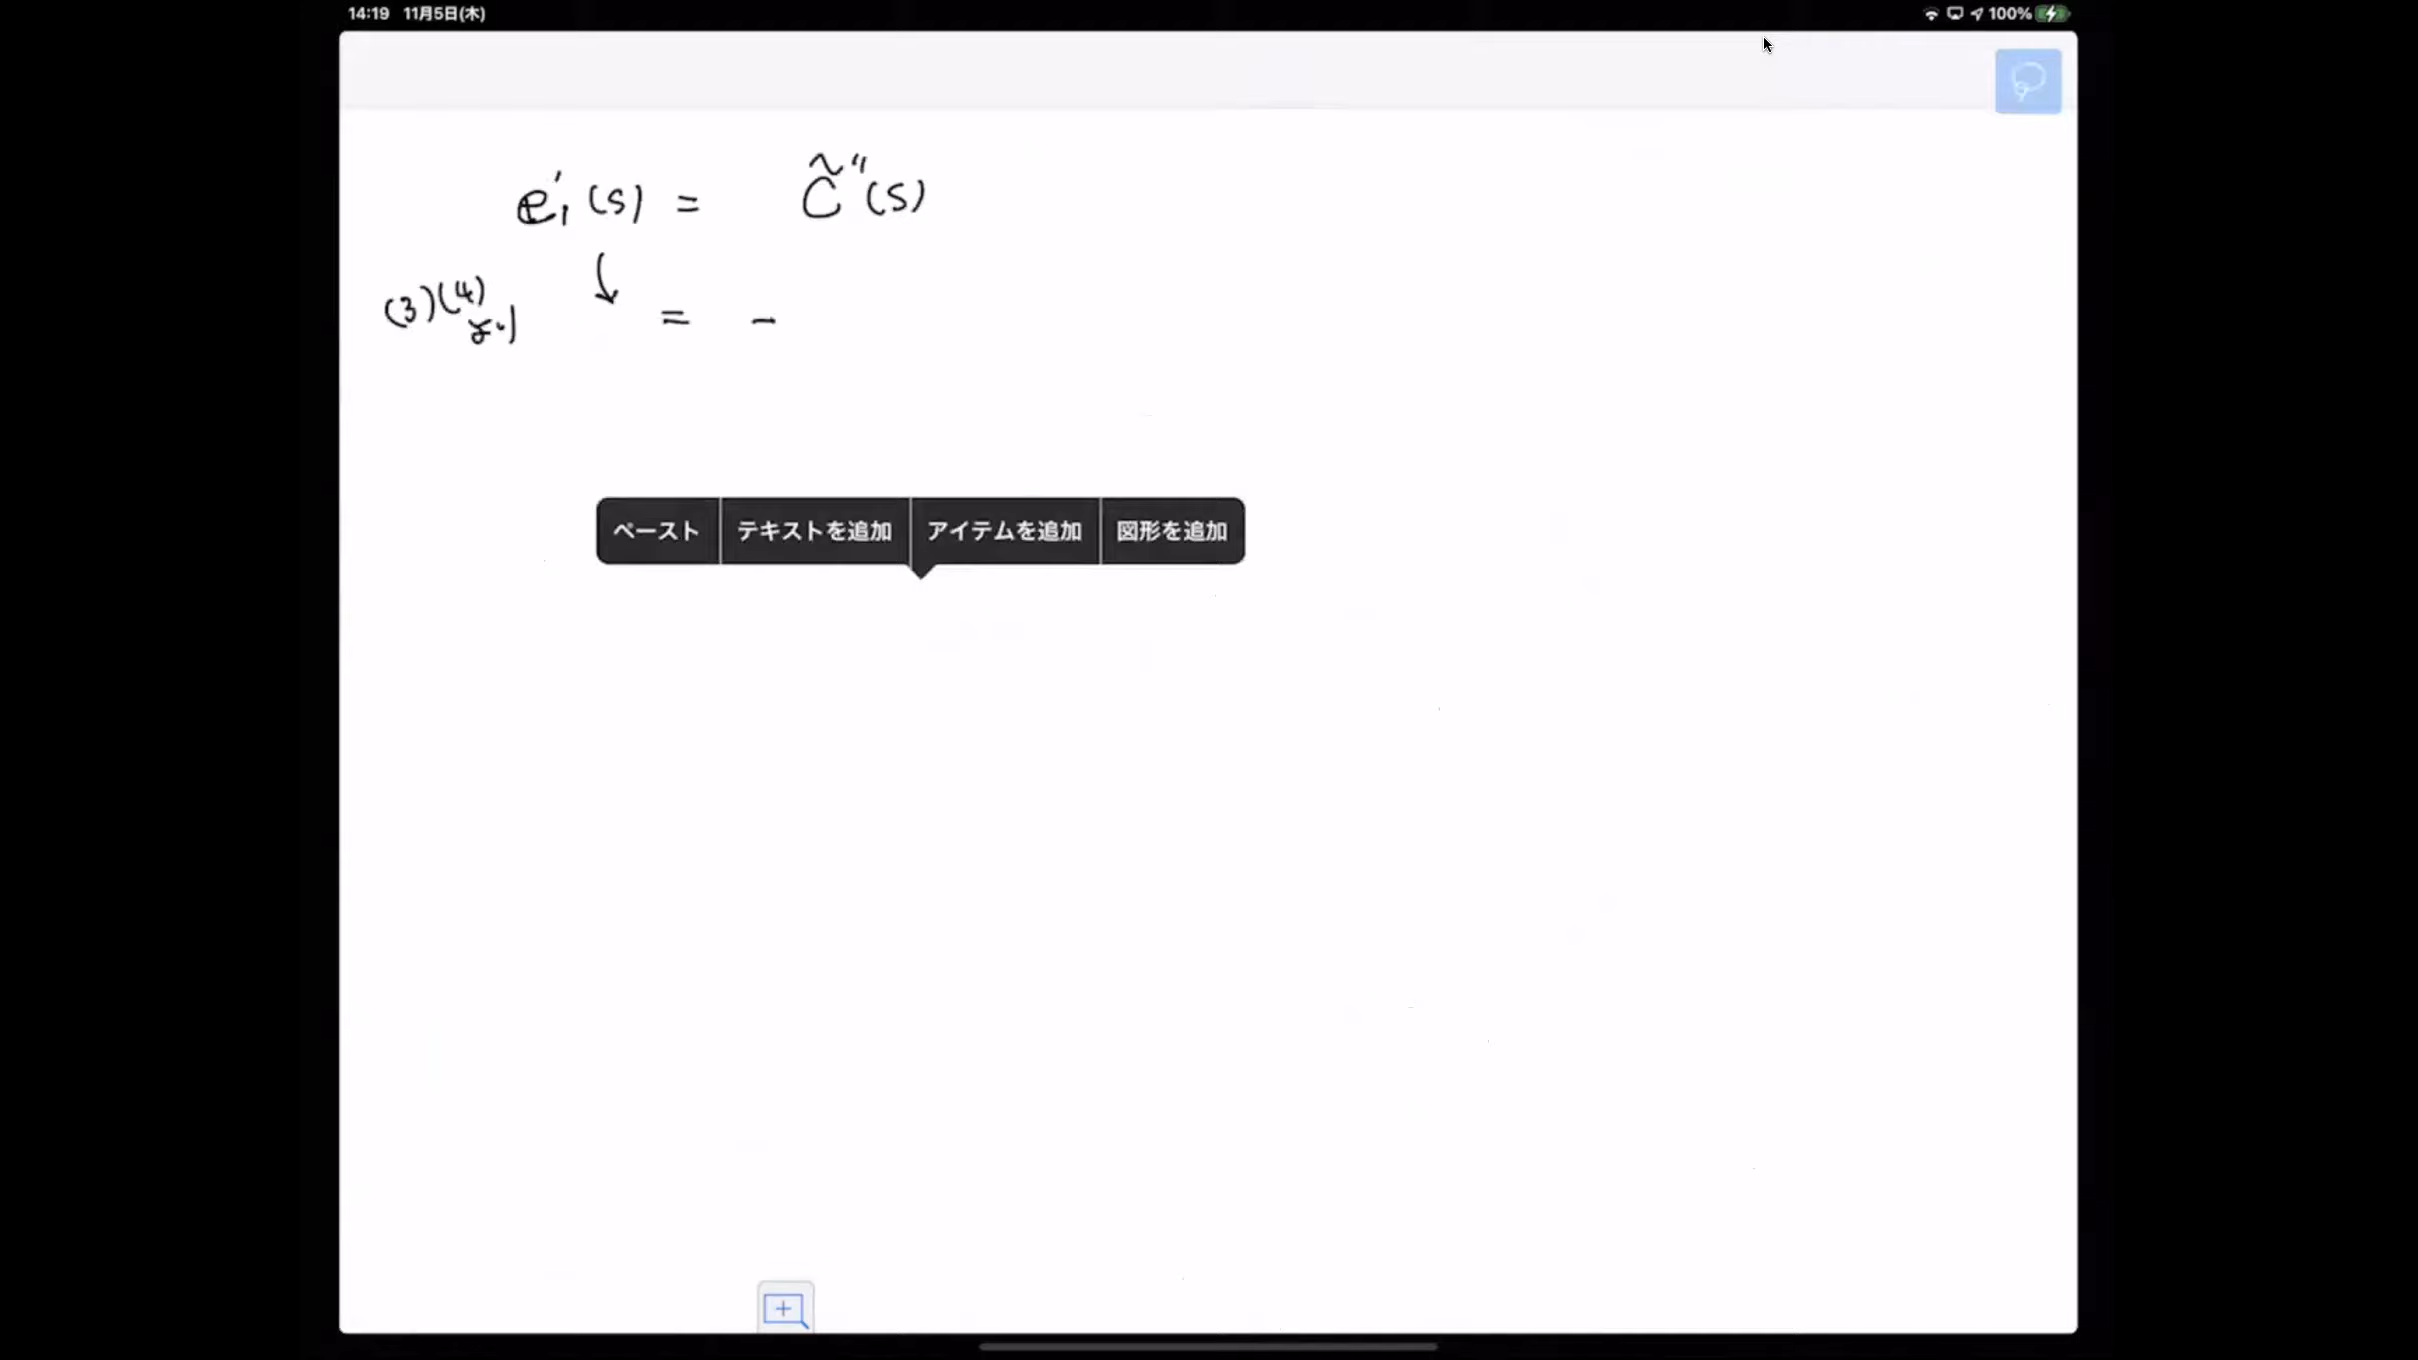 14:19 11月5日(木) 100%
e₁'(s) = C̃''(s)
↓
(3)(4)
より = -
ペースト テキストを追加 アイテムを追加 図形を追加